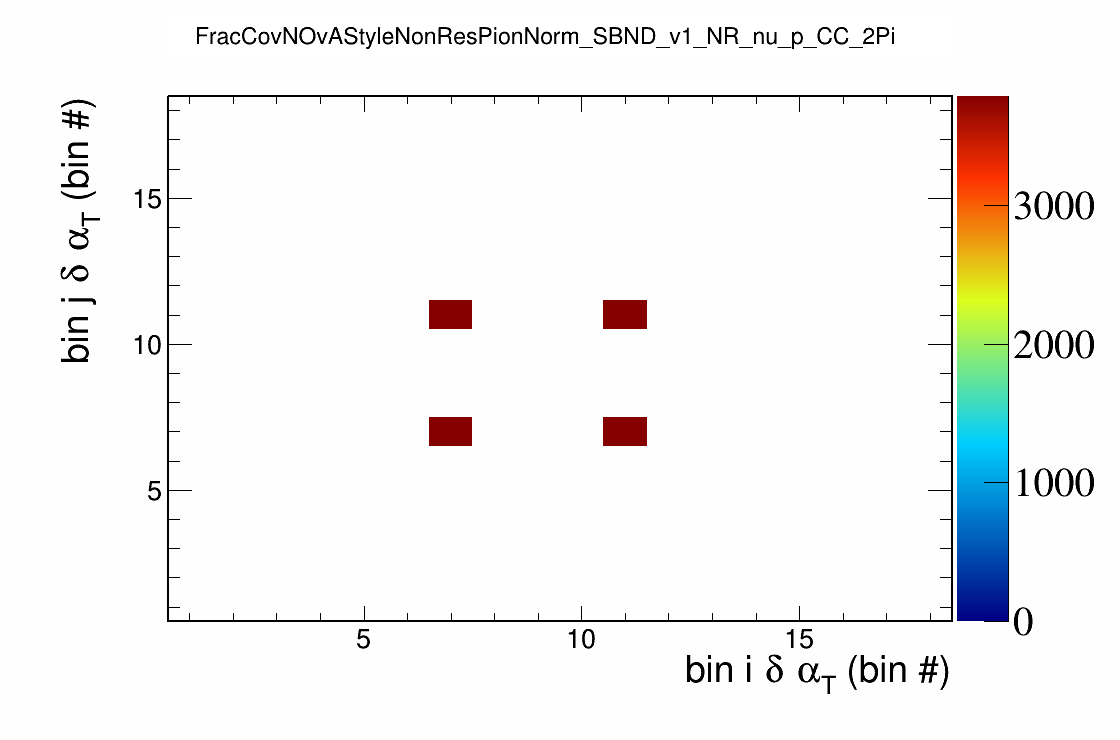 FracCovNOvAStyleNonResPionNorm_SBND_v1_NR_nu_p_CC_2Pi
bin j δ α_T (bin #)
15
10
5
5 10 15
bin i δ α_T (bin #)
3000
2000
1000
0